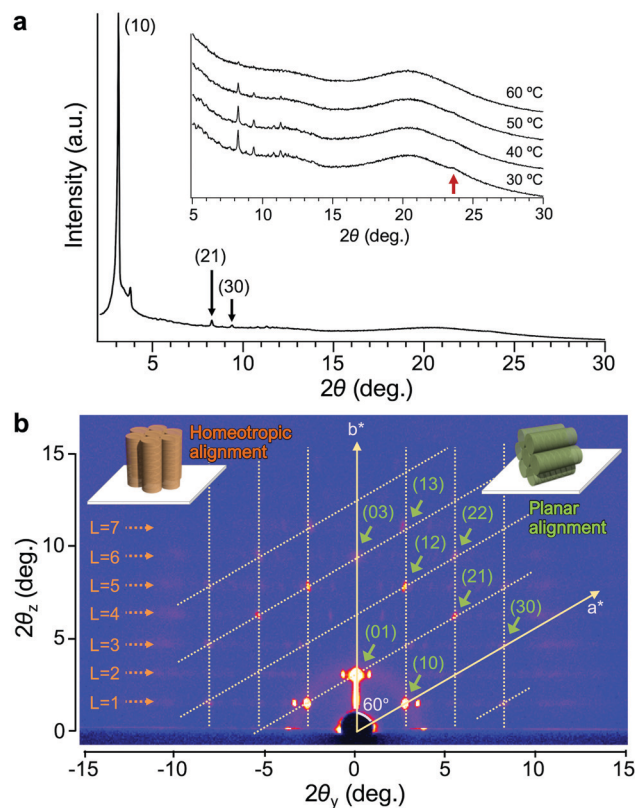 a
(10)
Intensity (a.u.)
60 ºC
50 ºC
40 ºC
30 ºC
5 10 15 20 25 30
2θ (deg.)
(21)
(30)
5 10 15 20 25 30
2θ (deg.)
b
15
10
5
0
2θz (deg.)
Homeotropic
alignment
b*
Planar
alignment
(13)
(03)
(22)
(12)
(21)
a*
(30)
(01)
(10)
60°
L=7
L=6
L=5
L=4
L=3
L=2
L=1
-15 -10 -5 0 5 10 15
2θy (deg.)